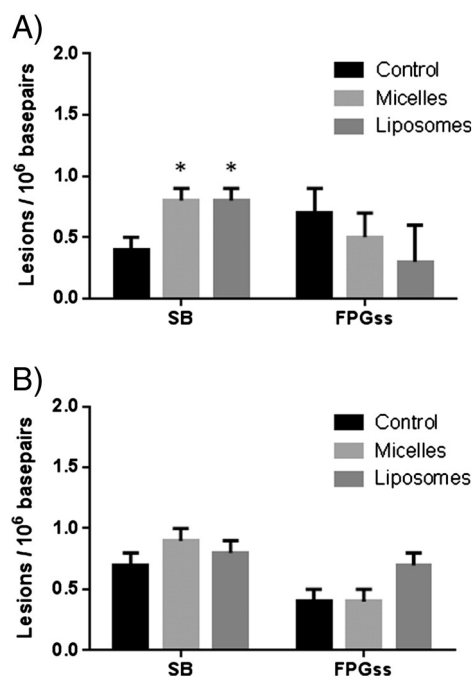 A)
Lesions / 10⁶ basepairs
2.0
1.5
1.0
0.5
0.0
Control
Micelles
Liposomes
* *
SB FPGss
B)
Lesions / 10⁶ basepairs
2.0
1.5
1.0
0.5
0.0
Control
Micelles
Liposomes
SB FPGss